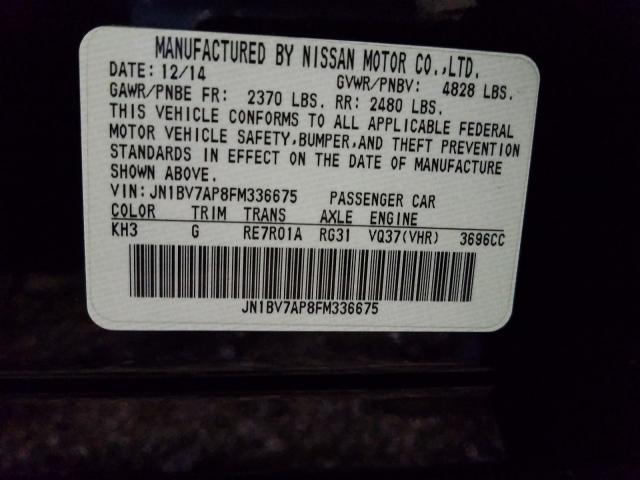 MANUFACTURED BY NISSAN MOTOR CO.,LTD.
DATE: 12/14 GVWR/PNBV: 4828 LBS.
GAWR/PNBE FR: 2370 LBS. RR: 2480 LBS.
THIS VEHICLE CONFORMS TO ALL APPLICABLE FEDERAL
MOTOR VEHICLE SAFETY,BUMPER,AND THEFT PREVENTION
STANDARDS IN EFFECT ON THE DATE OF MANUFACTURE
SHOWN ABOVE.
VIN: JN1BV7AP8FM336675 PASSENGER CAR
COLOR TRIM TRANS AXLE ENGINE
KH3 G RE7R01A RG31 VQ37(VHR) 3696CC
JN1BV7AP8FM336675